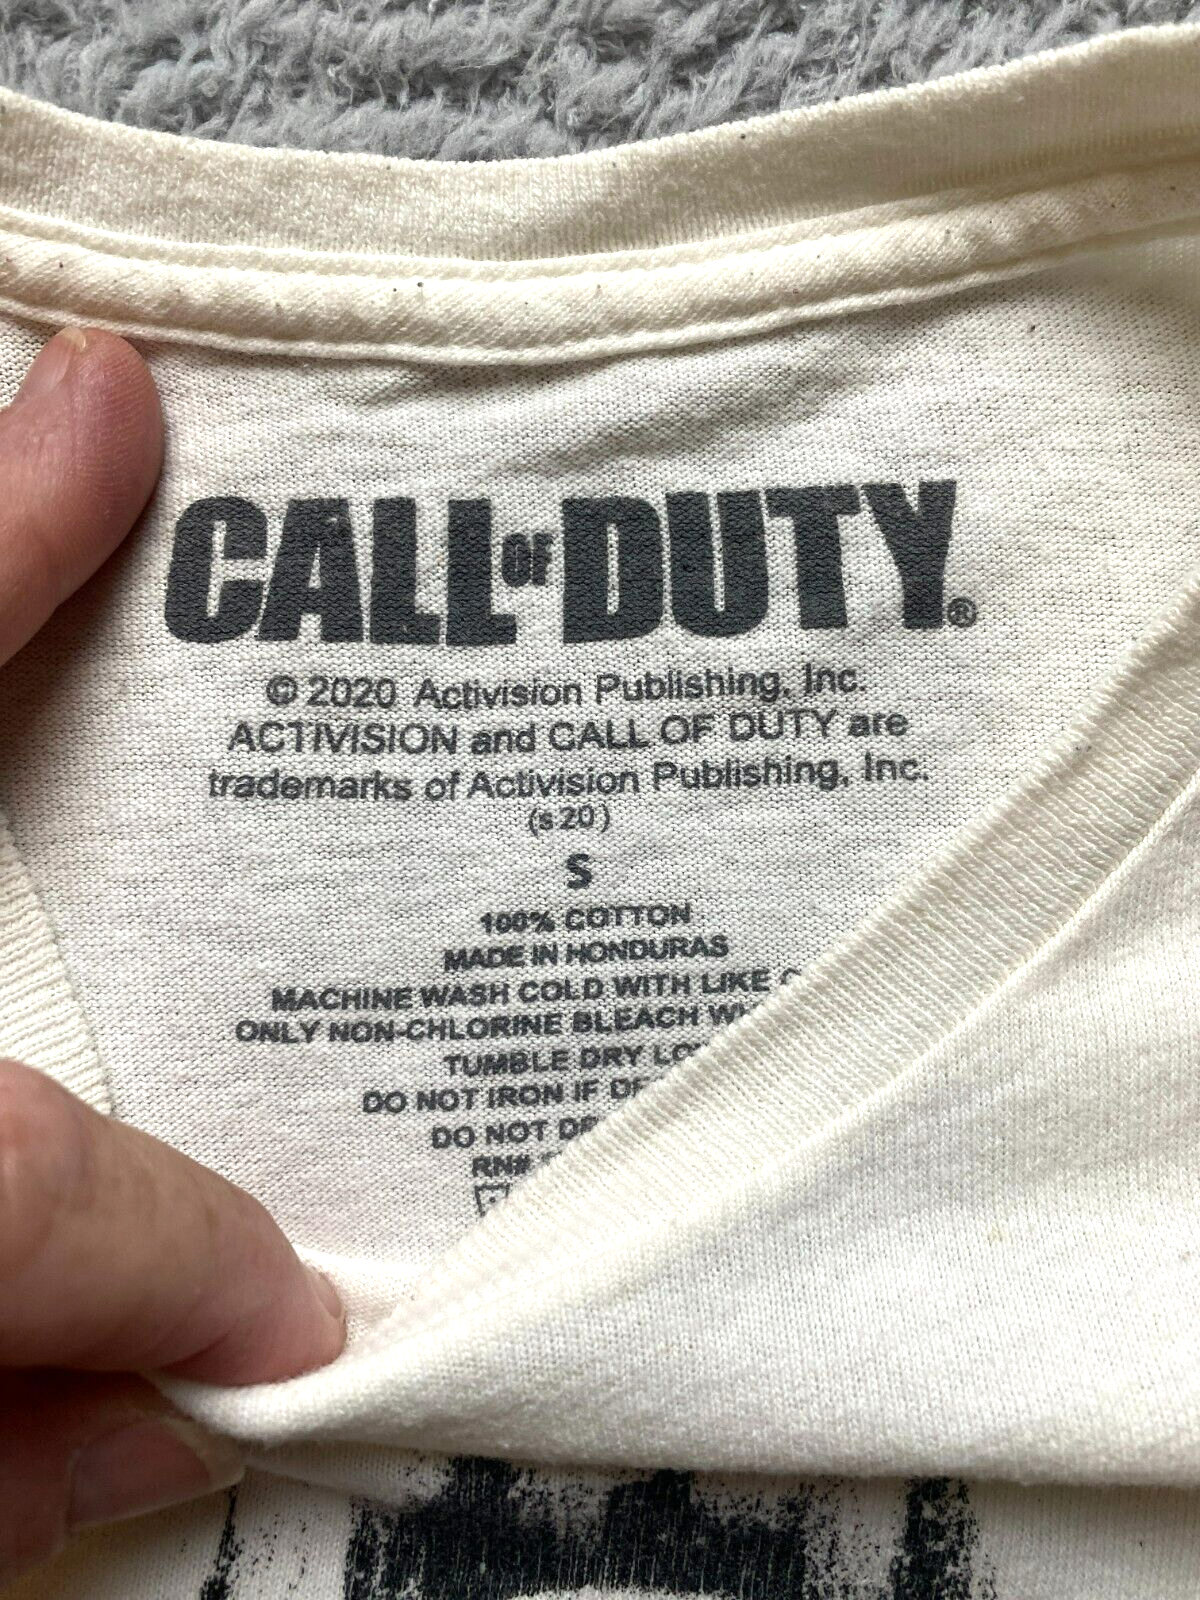 CALL OF DUTY®
© 2020 Activision Publishing, Inc.
ACTIVISION and CALL OF DUTY are
trademarks of Activision Publishing, Inc.
(s20)
S
100% COTTON
MADE IN HONDURAS
MACHINE WASH COLD WITH LIKE
ONLY NON-CHLORINE BLEACH
TUMBLE DRY
DO NOT IRON IF
DO NOT
RN#